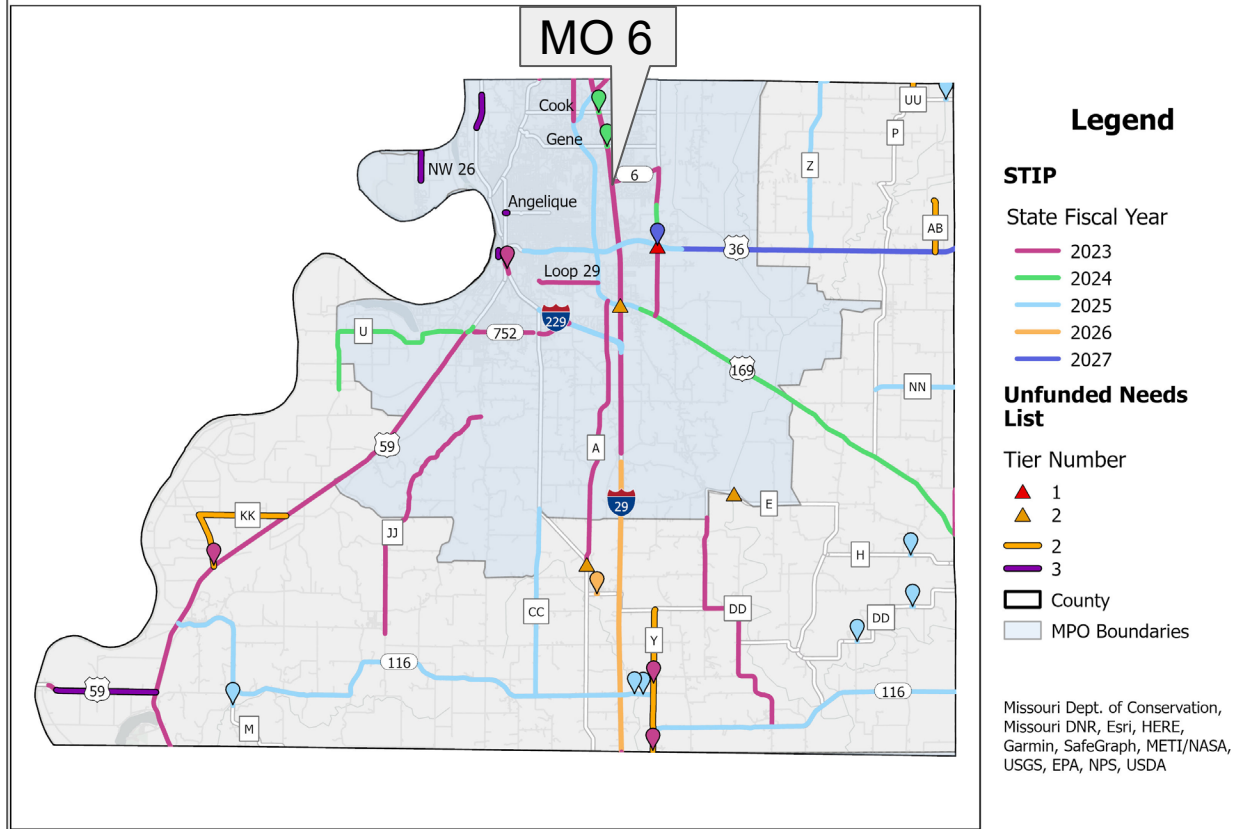 MO 6
Cook
UU
P
Gene
NW 26
6
Z
Angelique
AB
36
Loop 29
229
U
752
169
NN
59
A
29
E
KK
JJ
H
CC
DD
DD
Y
116
59
116
M
Legend
STIP
State Fiscal Year
2023
2024
2025
2026
2027
Unfunded Needs
List
Tier Number
1
2
2
3
County
MPO Boundaries
Missouri Dept. of Conservation,
Missouri DNR, Esri, HERE,
Garmin, SafeGraph, METI/NASA,
USGS, EPA, NPS, USDA